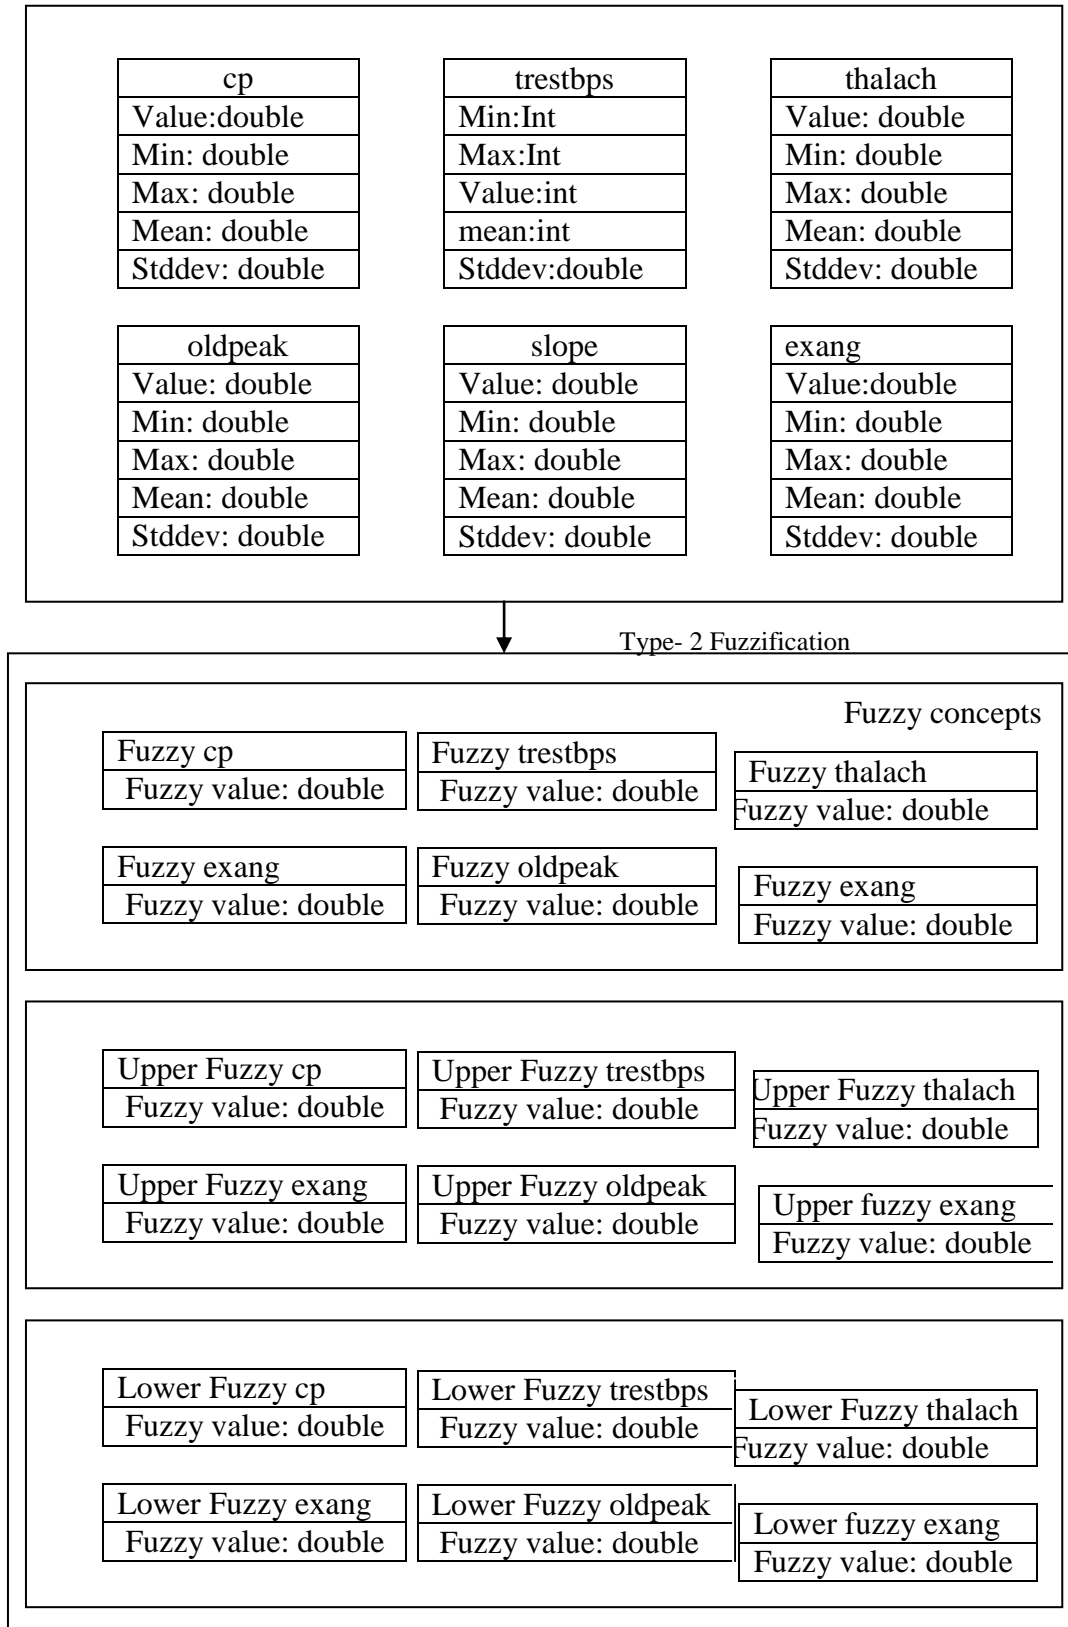 cp
Value:double
Min: double
Max: double
Mean: double
Stddev: double
trestbps
Min:Int
Max:Int
Value:int
mean:int
Stddev:double
thalach
Value: double
Min: double
Max: double
Mean: double
Stddev: double
oldpeak
Value: double
Min: double
Max: double
Mean: double
Stddev: double
slope
Value: double
Min: double
Max: double
Mean: double
Stddev: double
exang
Value:double
Min: double
Max: double
Mean: double
Stddev: double
Type- 2 Fuzzification
Fuzzy concepts
Fuzzy cp
Fuzzy value: double
Fuzzy trestbps
Fuzzy value: double
Fuzzy thalach
Fuzzy value: double
Fuzzy exang
Fuzzy value: double
Fuzzy oldpeak
Fuzzy value: double
Fuzzy exang
Fuzzy value: double
Upper Fuzzy cp
Fuzzy value: double
Upper Fuzzy trestbps
Fuzzy value: double
Upper Fuzzy thalach
Fuzzy value: double
Upper Fuzzy exang
Fuzzy value: double
Upper Fuzzy oldpeak
Fuzzy value: double
Upper fuzzy exang
Fuzzy value: double
Lower Fuzzy cp
Fuzzy value: double
Lower Fuzzy trestbps
Fuzzy value: double
Lower Fuzzy thalach
Fuzzy value: double
Lower Fuzzy exang
Fuzzy value: double
Lower Fuzzy oldpeak
Fuzzy value: double
Lower fuzzy exang
Fuzzy value: double